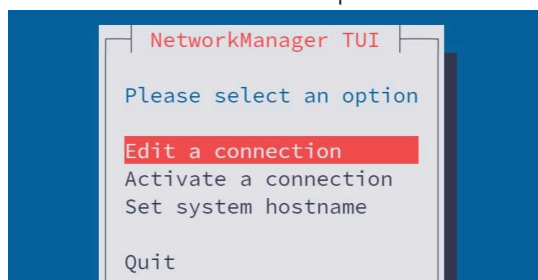 NetworkManager TUI
Please select an option
Edit a connection
Activate a connection
Set system hostname
Quit